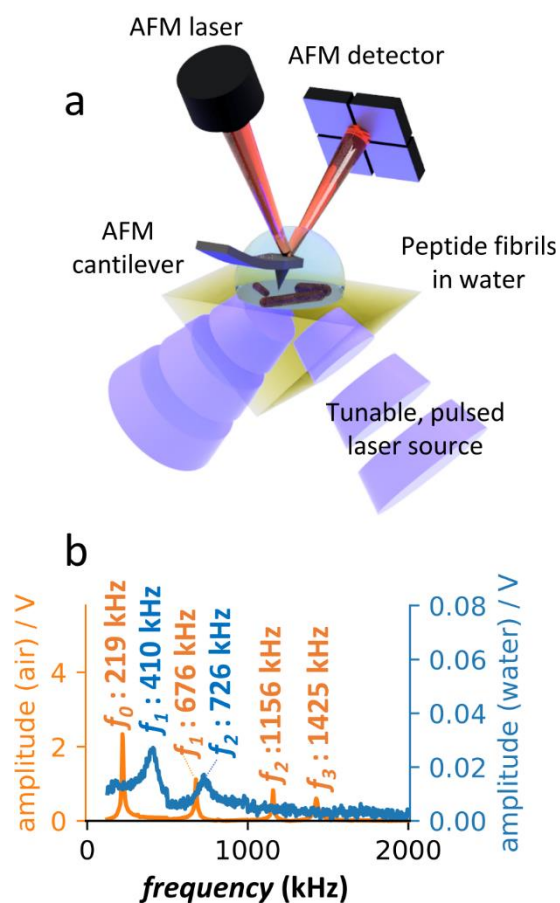 AFM laser
AFM detector
a
AFM
cantilever
Peptide fibrils
in water
Tunable, pulsed
laser source
b
f0 : 219 kHz
f1 : 410 kHz
f1 : 676 kHz
f2 : 726 kHz
f2 :1156 kHz
f3 : 1425 kHz
amplitude (air) / V
4
2
0
amplitude (water) / V
0.08
0.06
0.04
0.02
0.00
0 1000 2000
frequency (kHz)